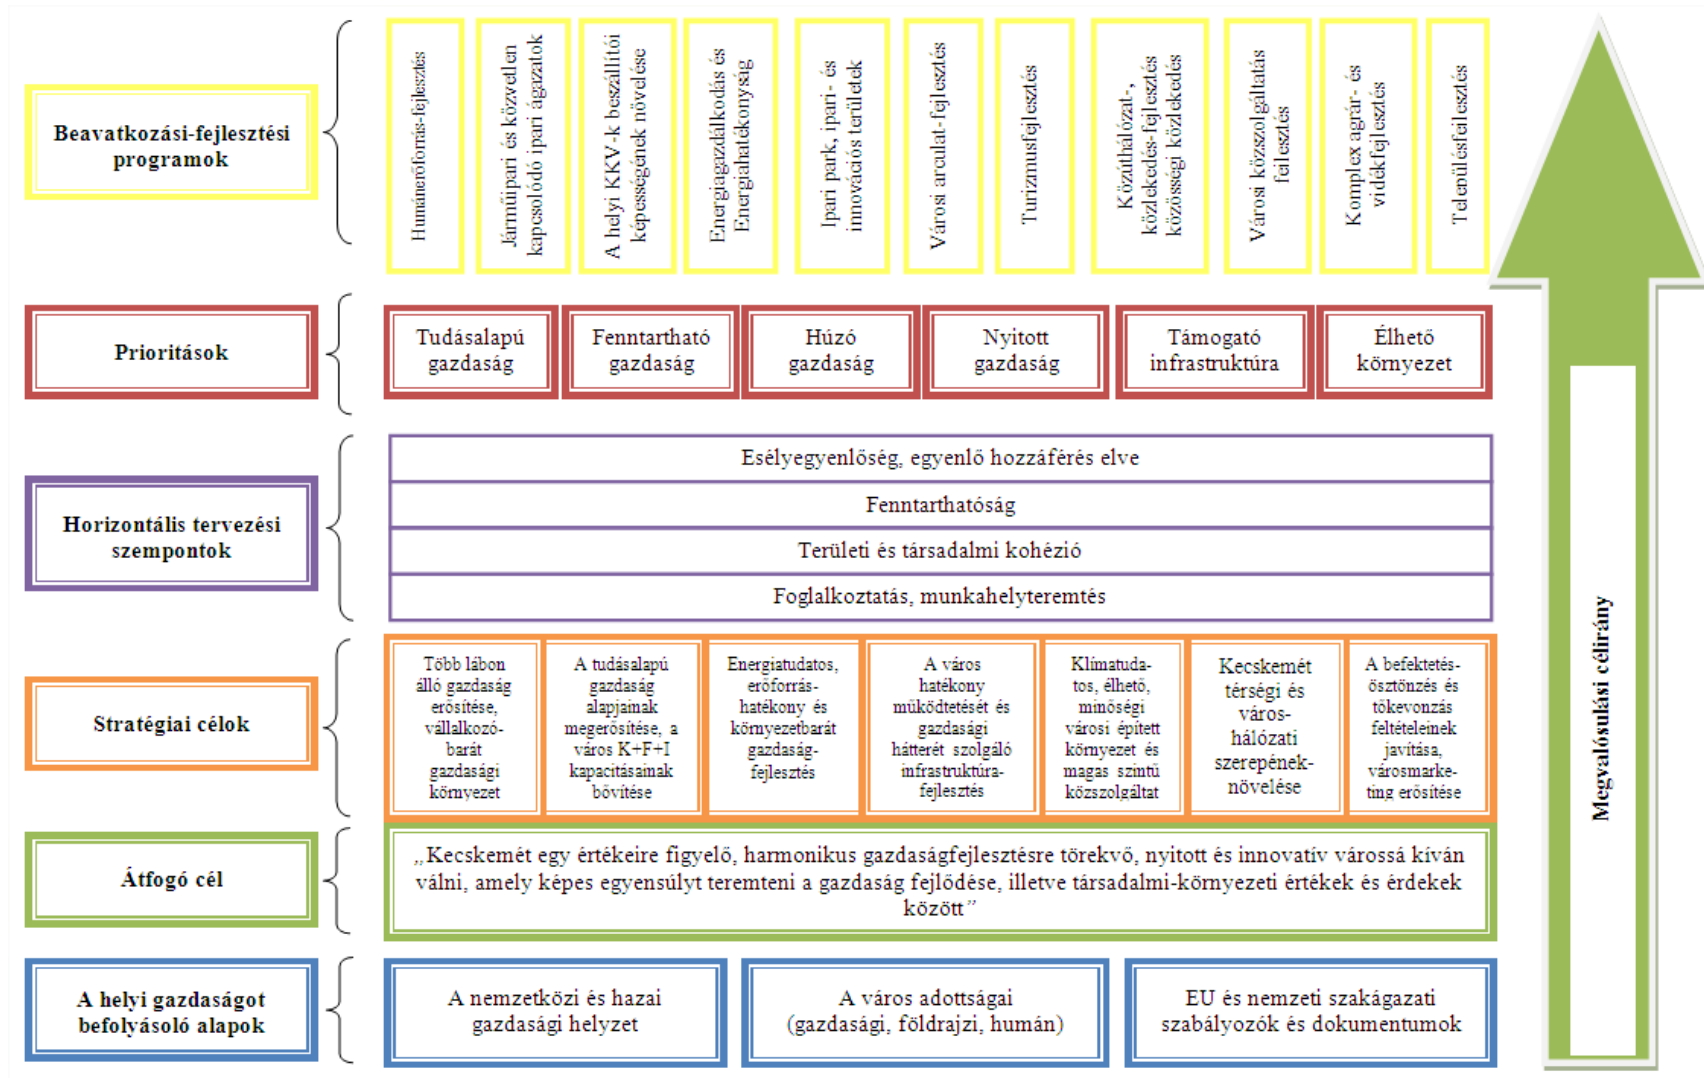 Beavatkozási-fejlesztési
programok
Humánerőforrás-fejlesztés
Járműipari és közvetlen
kapcsolódó ipari ágazatok
A helyi KKV-k beszállítói
képességének növelése
Energiagazdálkodás és
Energiahatékonyság
Ipari park, ipari- és
innovációs területek
Városi arculat-fejlesztés
Turizmusfejlesztés
Közúthálózat-,
közlekedés-fejlesztés
közösségi közlekedés
Városi közszolgáltatás
fejlesztés
Komplex agrár- és
vidékfejlesztés
Településfejlesztés
Prioritások
Tudásalapú
gazdaság
Fenntartható
gazdaság
Húzó
gazdaság
Nyitott
gazdaság
Támogató
infrastruktúra
Élhető
környezet
Horizontális tervezési
szempontok
Esélyegyenlőség, egyenlő hozzáférés elve
Fenntarthatóság
Területi és társadalmi kohézió
Foglalkoztatás, munkahelyteremtés
Stratégiai célok
Több lábon
álló gazdaság
erősítése,
vállalkozó-
barát
gazdasági
környezet
A tudásalapú
gazdaság
alapjainak
megerősítése, a
város K+F+I
kapacitásainak
bővítése
Energiatudatos,
erőforrás-
hatékony és
környezetbarát
gazdaság-
fejlesztés
A város
hatékony
működtetését és
gazdasági
hátterét szolgáló
infrastruktúra-
fejlesztés
Klímatuda-
tos, élhető,
minőségi
városi épített
környezet és
magas szintű
közszolgáltat
Kecskemét
térségi és
város-
hálózati
szerepének-
növelése
A befektetés-
ösztönzés és
tőkevonzás
feltételeinek
javítása,
városmarke-
ting erősítése
Átfogó cél
„Kecskemét egy értékeire figyelő, harmonikus gazdaságfejlesztésre törekvő, nyitott és innovatív várossá kíván
válni, amely képes egyensúlyt teremteni a gazdaság fejlődése, illetve társadalmi-környezeti értékek és érdekek
között”
A helyi gazdaságot
befolyásoló alapok
A nemzetközi és hazai
gazdasági helyzet
A város adottságai
(gazdasági, földrajzi, humán)
EU és nemzeti szakágazati
szabályozók és dokumentumok
Megvalósulási célirány